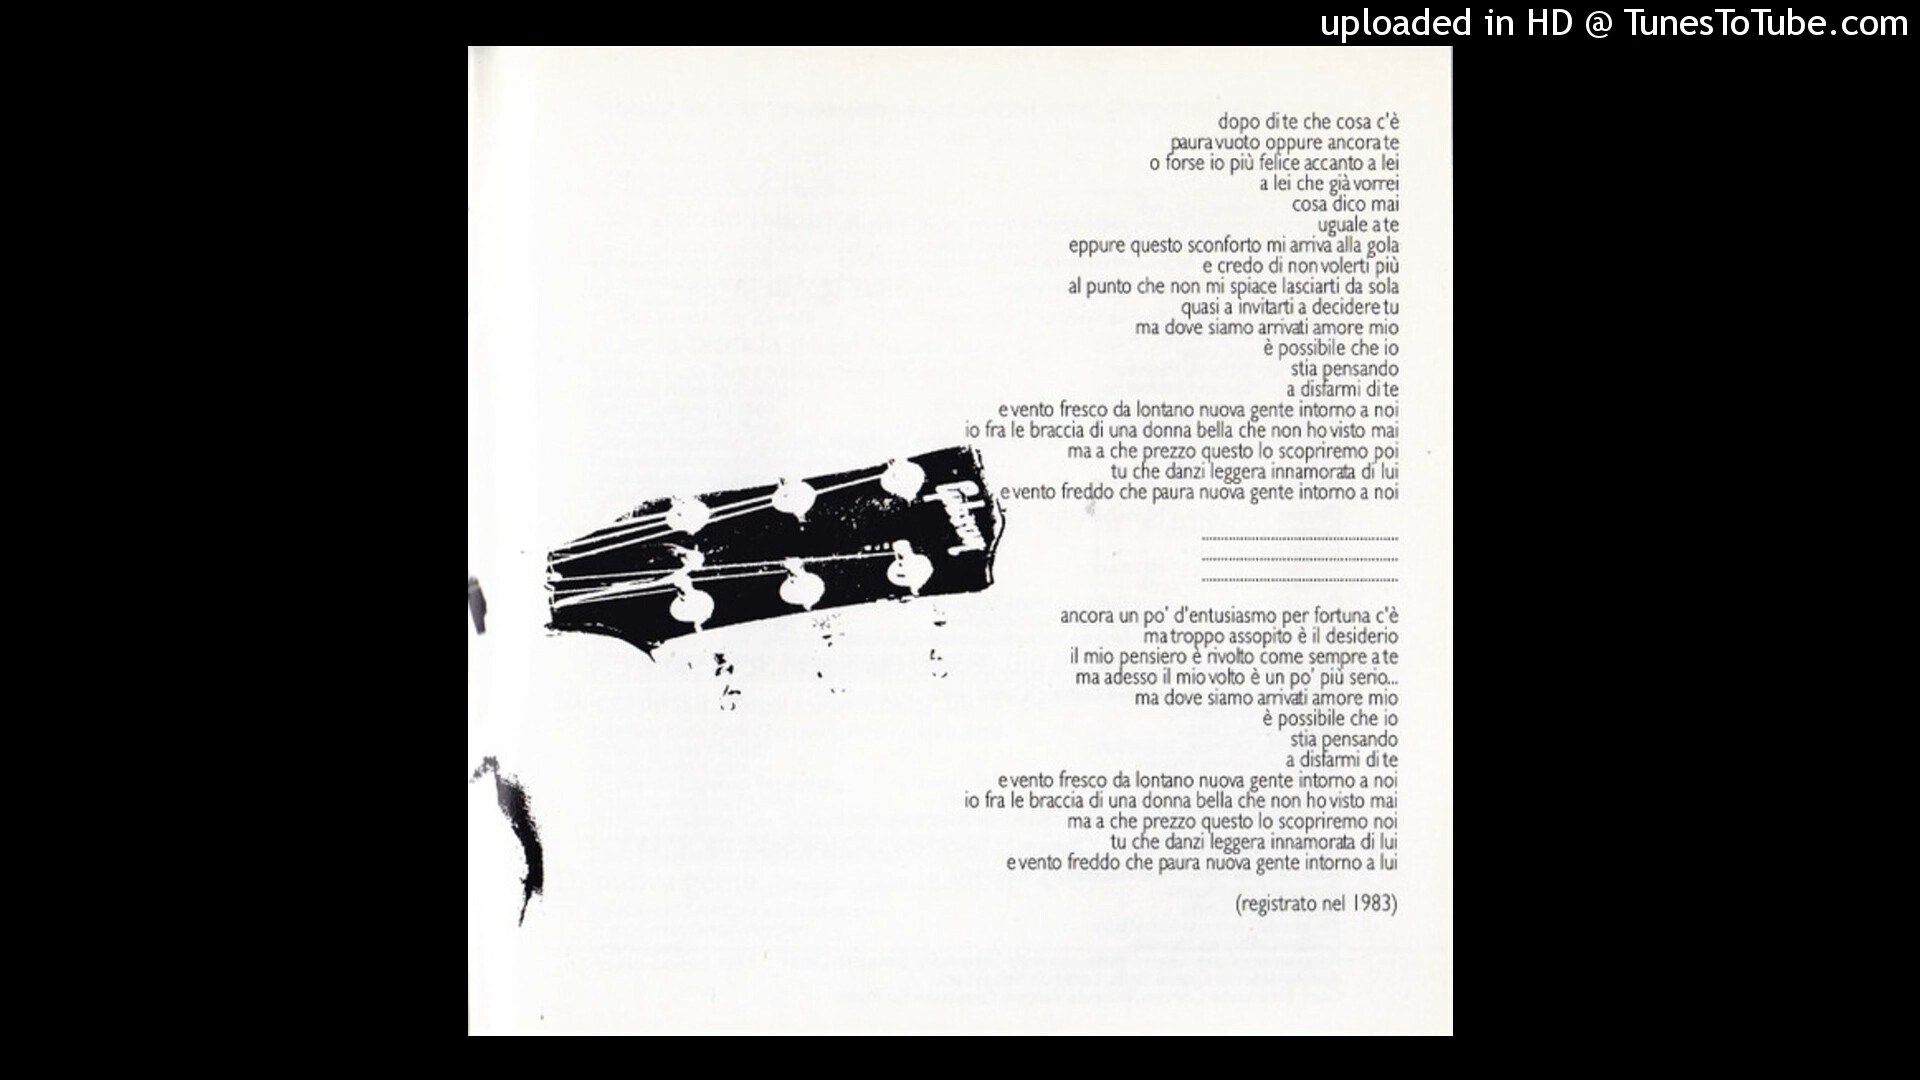 uploaded in HD @ TunesToTube.com
dopo di te che cosa c'è
paura vuoto oppure ancora te
o forse io più felice accanto a lei
a lei che già vorrei
cosa dico mai
uguale a te
eppure questo sconforto mi arriva alla gola
e credo di non volerti più
al punto che non mi spiace lasciarti da sola
quasi a invitarti a decidere tu
ma dove siamo arrivati amore mio
è possibile che io
stia pensando
a disfarmi di te
e vento fresco da lontano nuova gente intorno a noi
io fra le braccia di una donna bella che non ho visto mai
ma a che prezzo questo lo scopriremo poi
tu che danzi leggera innamorata di lui
e vento freddo che paura nuova gente intorno a noi
ancora un po' d'entusiasmo per fortuna c'è
ma troppo assopito è il desiderio
il mio pensiero è rivolto come sempre a te
ma adesso il mio volto è un po' più serio...
ma dove siamo arrivati amore mio
è possibile che io
stia pensando
a disfarmi di te
e vento fresco da lontano nuova gente intorno a noi
io fra le braccia di una donna bella che non ho visto mai
ma a che prezzo questo lo scopriremo noi
tu che danzi leggera innamorata di lui
e vento freddo che paura nuova gente intorno a lui
(registrato nel 1983)